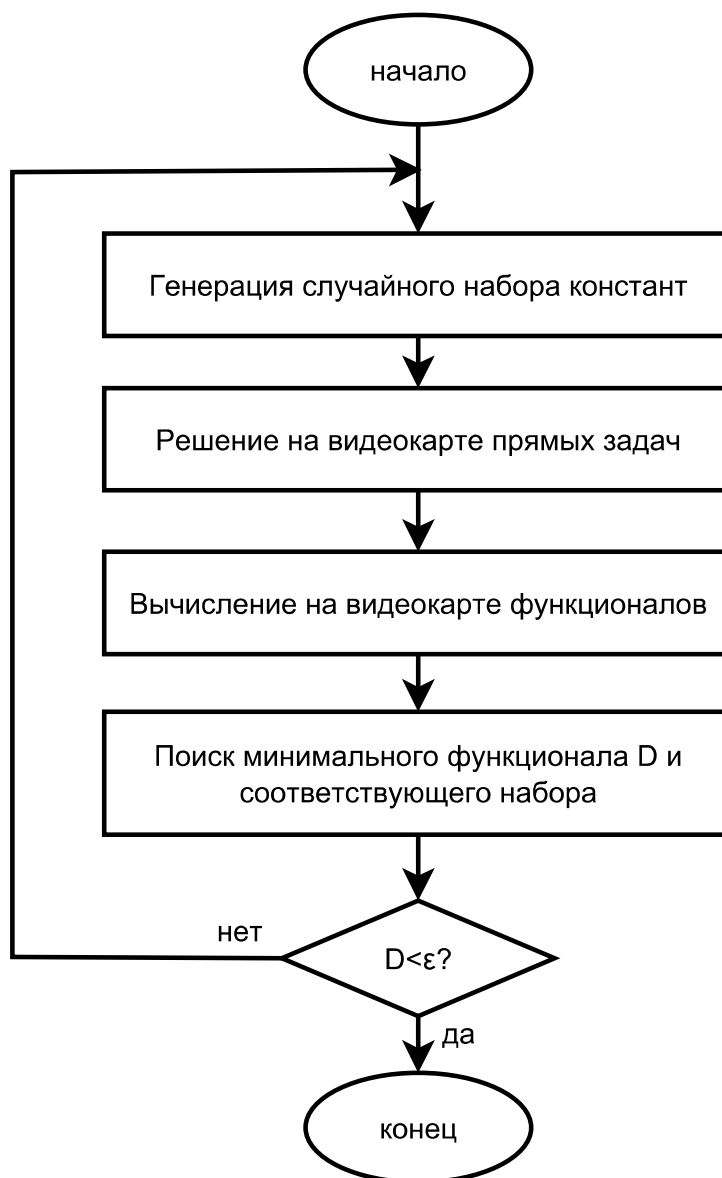 начало
Генерация случайного набора констант
Решение на видеокарте прямых задач
Вычисление на видеокарте функционалов
Поиск минимального функционала D и
соответствующего набора
нет
D<ε?
да
конец